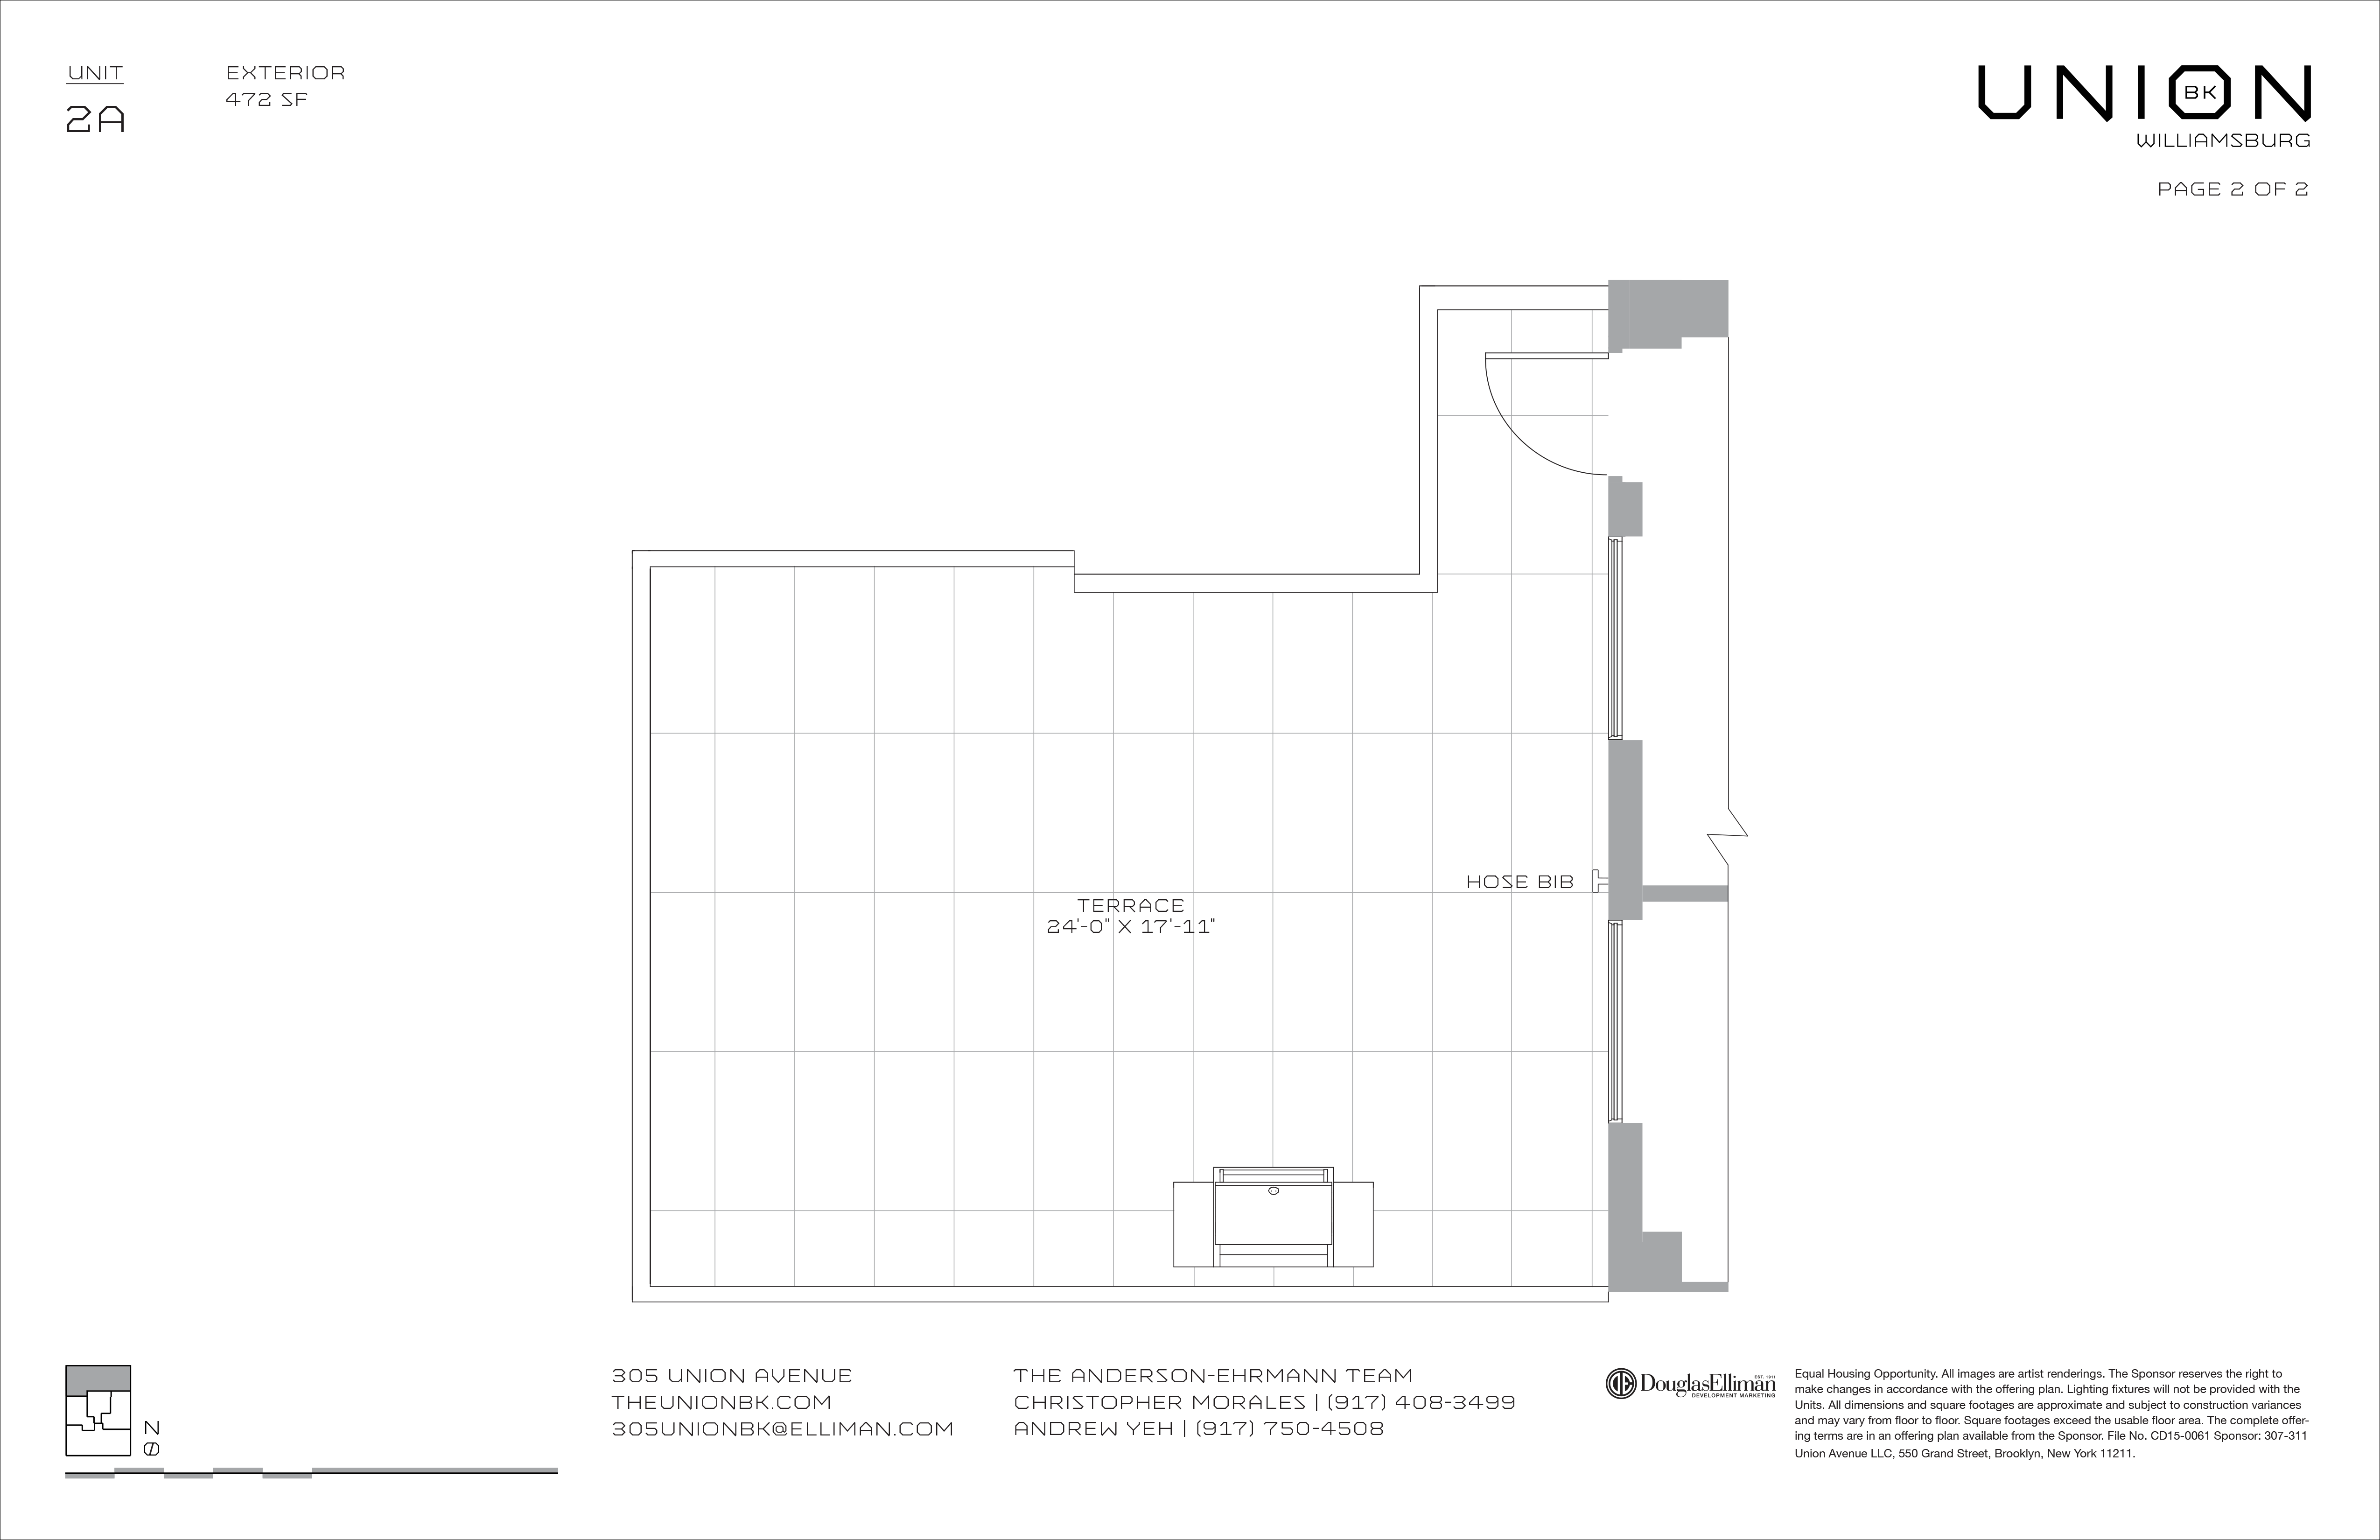 UNIT
2A
EXTERIOR
472 SF
UNION
BK
WILLIAMSBURG
PAGE 2 OF 2
HOSE BIB
TERRACE
24'-0" X 17'-11"
N
305 UNION AVENUE
THEUNIONBK.COM
305UNIONBK@ELLIMAN.COM
THE ANDERSON-EHRMANN TEAM
CHRISTOPHER MORALES | (917) 408-3499
ANDREW YEH | (917) 750-4508
DE
EST. 1911
DouglasElliman
DEVELOPMENT MARKETING
Equal Housing Opportunity. All images are artist renderings. The Sponsor reserves the right to
make changes in accordance with the offering plan. Lighting fixtures will not be provided with the
Units. All dimensions and square footages are approximate and subject to construction variances
and may vary from floor to floor. Square footages exceed the usable floor area. The complete offer-
ing terms are in an offering plan available from the Sponsor. File No. CD15-0061 Sponsor: 307-311
Union Avenue LLC, 550 Grand Street, Brooklyn, New York 11211.